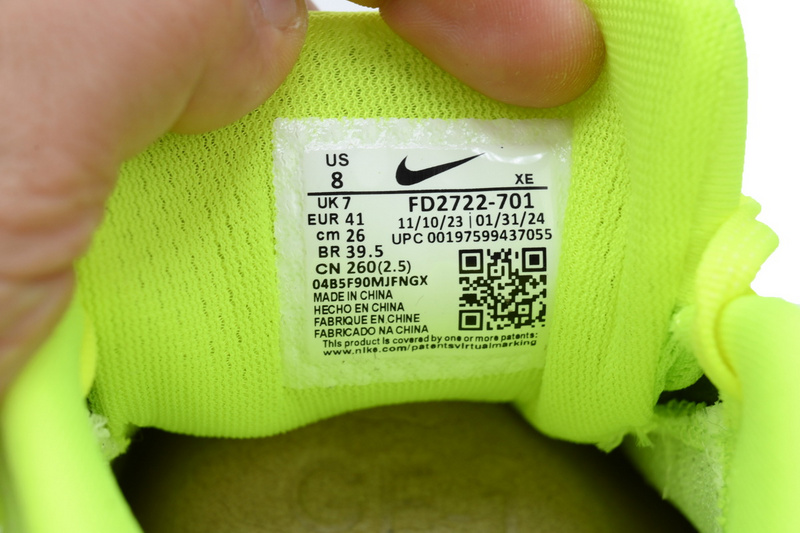 US
8
XE
UK 7
FD2722-701
EUR 41
11/10/23 | 01/31/24
cm 26
UPC 00197599437055
BR 39.5
CN 260(2.5)
04B5F90MJFNGX
MADE IN CHINA
HECHO EN CHINA
FABRIQUE EN CHINE
FABRICADO NA CHINA
This product is covered by one or more patents:
www.nike.com/patentsvirtualmarking